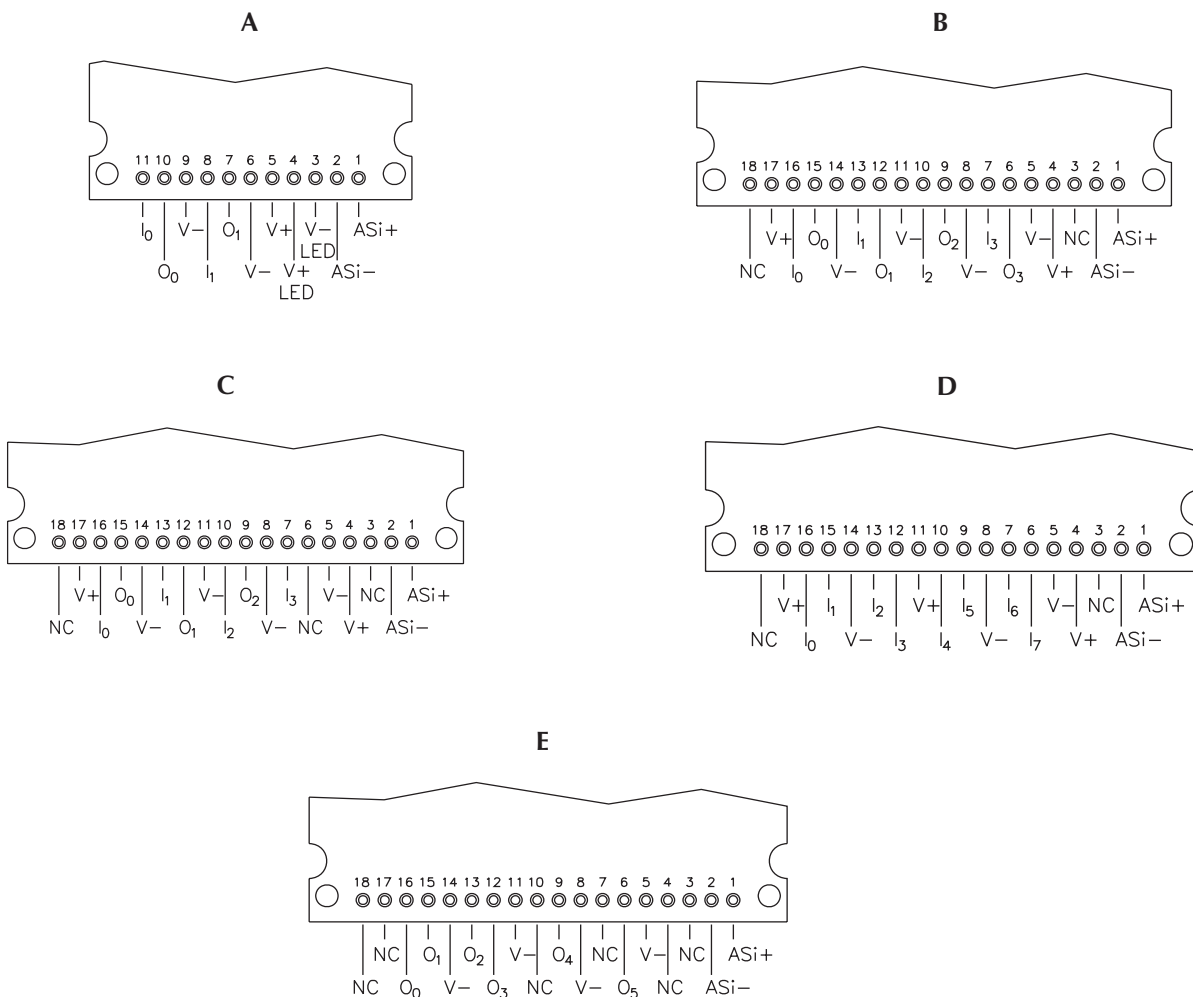 A
11 10 9 8 7 6 5 4 3 2 1
I0 V- O1 V+ V- ASi+
LED
O0 I1 V- V+ ASi-
LED
B
18 17 16 15 14 13 12 11 10 9 8 7 6 5 4 3 2 1
V+ O0 I1 V- O2 I3 V- NC ASi+
NC I0 V- O1 I2 V- O3 V+ ASi-
C
18 17 16 15 14 13 12 11 10 9 8 7 6 5 4 3 2 1
V+ O0 I1 V- O2 I3 V- NC ASi+
NC I0 V- O1 I2 V- NC V+ ASi-
D
18 17 16 15 14 13 12 11 10 9 8 7 6 5 4 3 2 1
V+ I1 I2 V+ I5 I6 V- NC ASi+
NC I0 V- I3 I4 V- I7 V+ ASi-
E
18 17 16 15 14 13 12 11 10 9 8 7 6 5 4 3 2 1
NC O1 O2 V- O4 NC V- NC ASi+
NC O0 V- O3 NC V- O5 NC ASi-